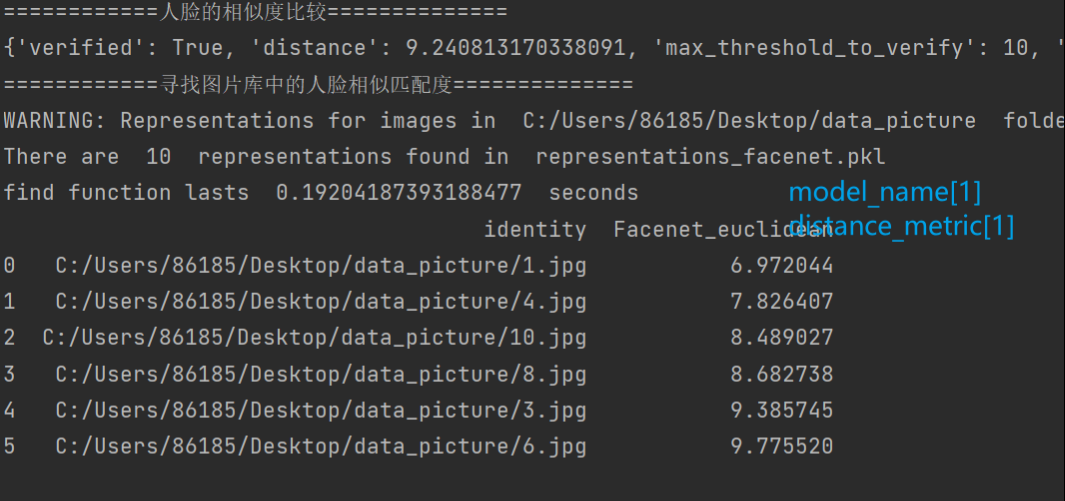 ============人脸的相似度比较==============
{'verified': True, 'distance': 9.240813170338091, 'max_threshold_to_verify': 10, '
============寻找图片库中的人脸相似匹配度==============
WARNING: Representations for images in  C:/Users/86185/Desktop/data_picture  folde
There are  10  representations found in  representations_facenet.pkl
find function lasts  0.19204187393188477  seconds
model_name[1]
distance_metric[1]
identity  Facenet_euclidean
0   C:/Users/86185/Desktop/data_picture/1.jpg           6.972044
1   C:/Users/86185/Desktop/data_picture/4.jpg           7.826407
2  C:/Users/86185/Desktop/data_picture/10.jpg           8.489027
3   C:/Users/86185/Desktop/data_picture/8.jpg           8.682738
4   C:/Users/86185/Desktop/data_picture/3.jpg           9.385745
5   C:/Users/86185/Desktop/data_picture/6.jpg           9.775520